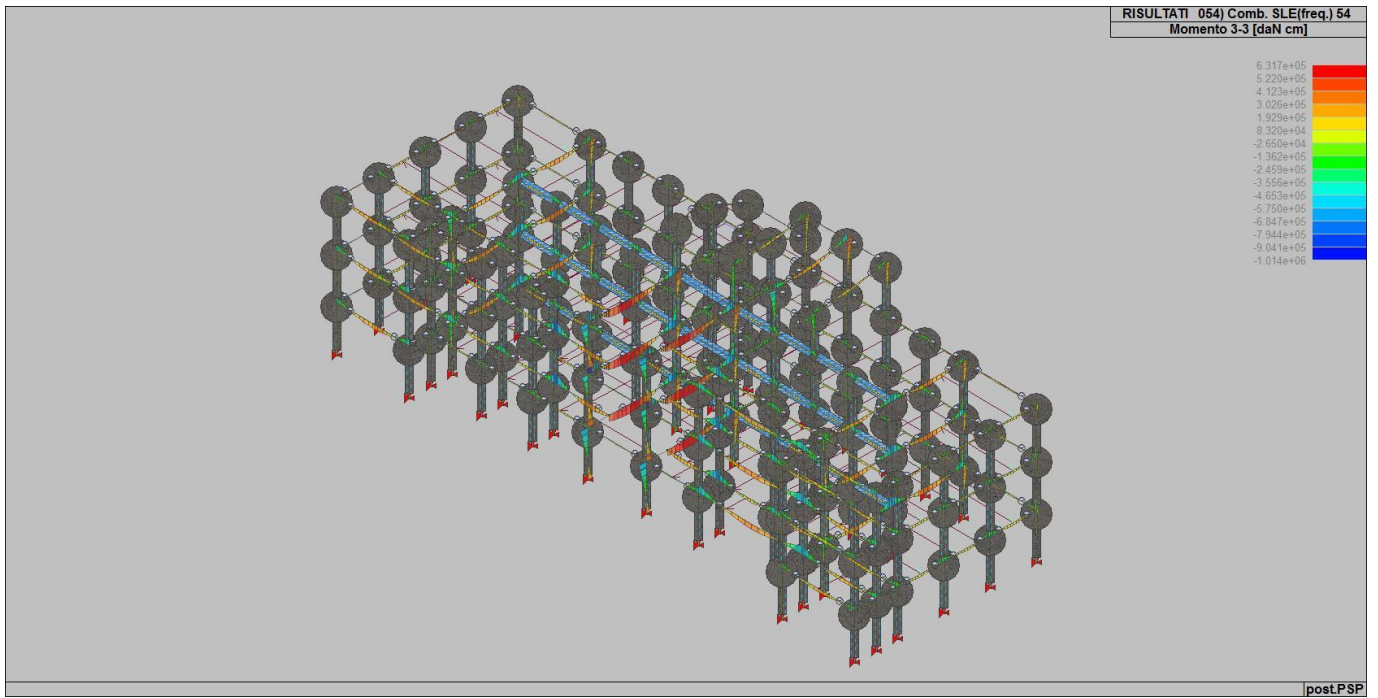 RISULTATI 054) Comb. SLE(freq.) 54
Momento 3-3 [daN cm]
6.317e+05
5.220e+05
4.123e+05
3.026e+05
1.929e+05
8.320e+04
-2.650e+04
-1.362e+05
-2.459e+05
-3.556e+05
-4.653e+05
-5.750e+05
-6.847e+05
-7.944e+05
-9.041e+05
-1.014e+06
post.PSP